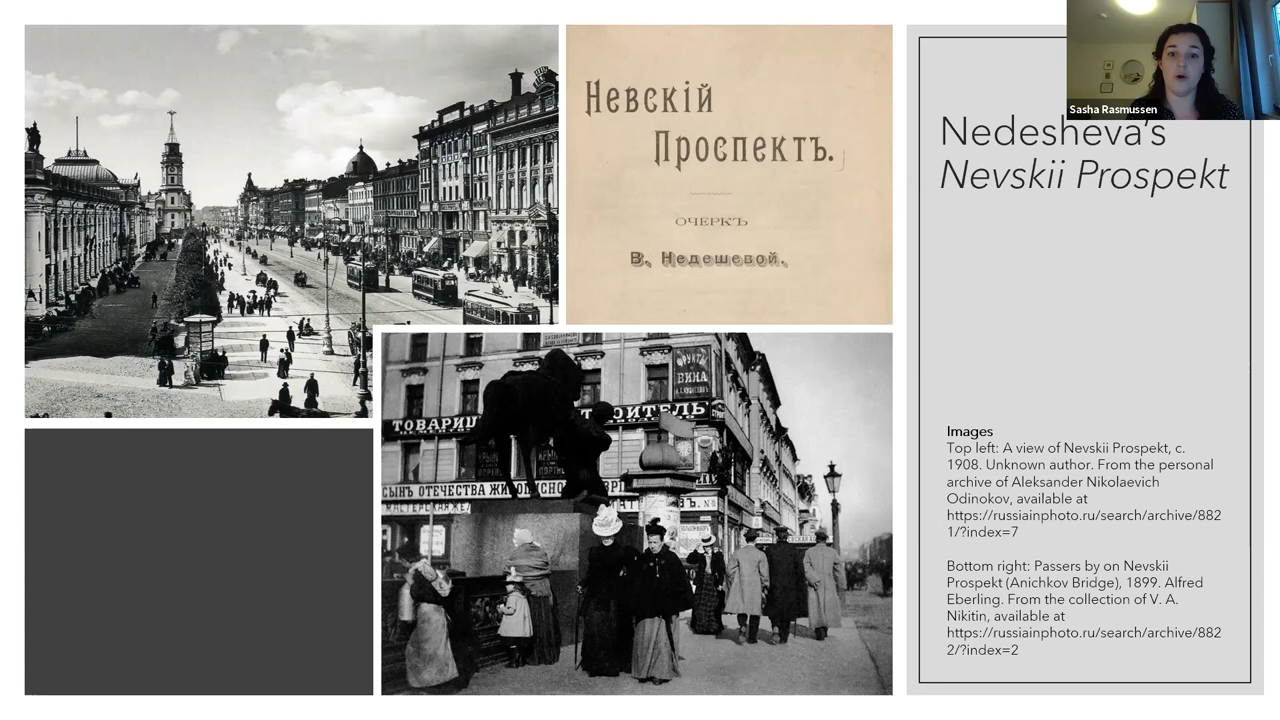 Невскій
Проспектъ.
ОЧЕРКЪ
В. Недешевой.
ФРУКТЫ
ВИНА
ТОВАРИЩ
СЫНЪ ОТЕЧЕСТВА
Sasha Rasmussen
Nedesheva's
Nevskii Prospekt
Images
Top left: A view of Nevskii Prospekt, c.
1908. Unknown author. From the personal
archive of Aleksander Nikolaevich
Odinokov, available at
https://russiainphoto.ru/search/archive/882
1/?index=7
Bottom right: Passers by on Nevskii
Prospekt (Anichkov Bridge), 1899. Alfred
Eberling. From the collection of V. A.
Nikitin, available at
https://russiainphoto.ru/search/archive/882
2/?index=2